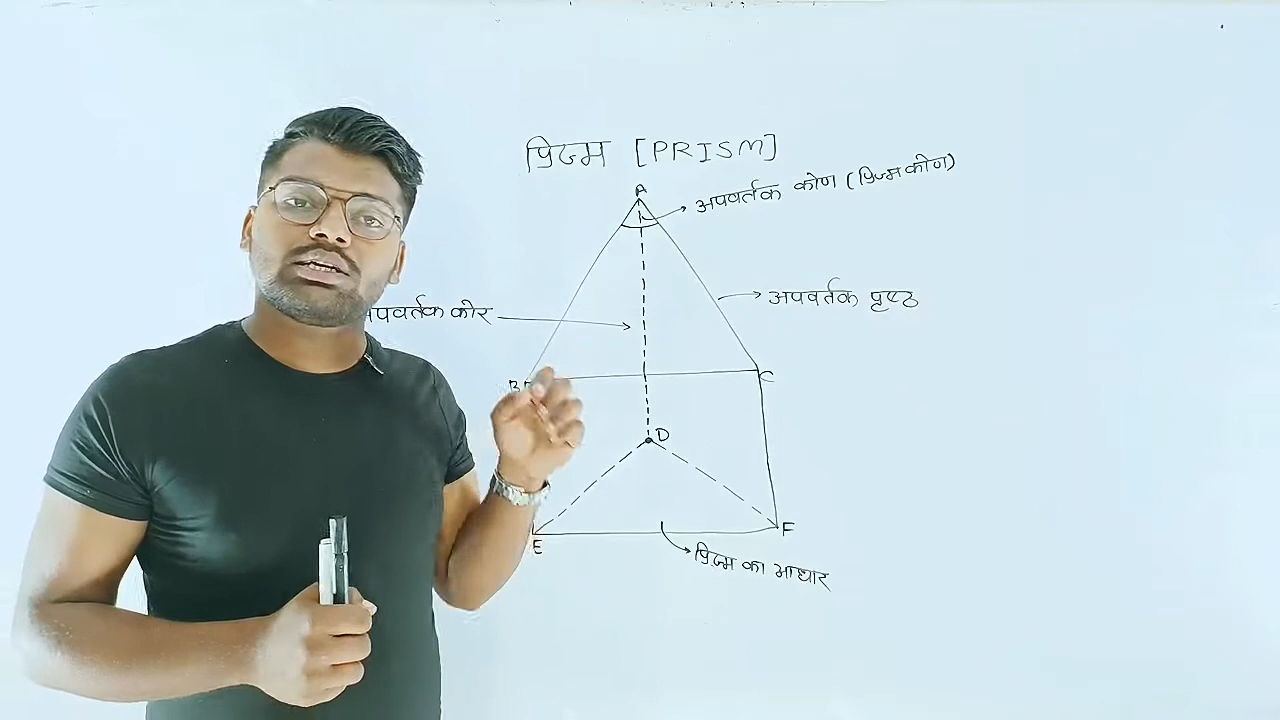 प्रिज्म [PRISM]
A
अपवर्तक कोण (प्रिज्म कोण)
अपवर्तक पृष्ठ
अपवर्तक कोर
B
C
D
E
F
प्रिज्म का आधार